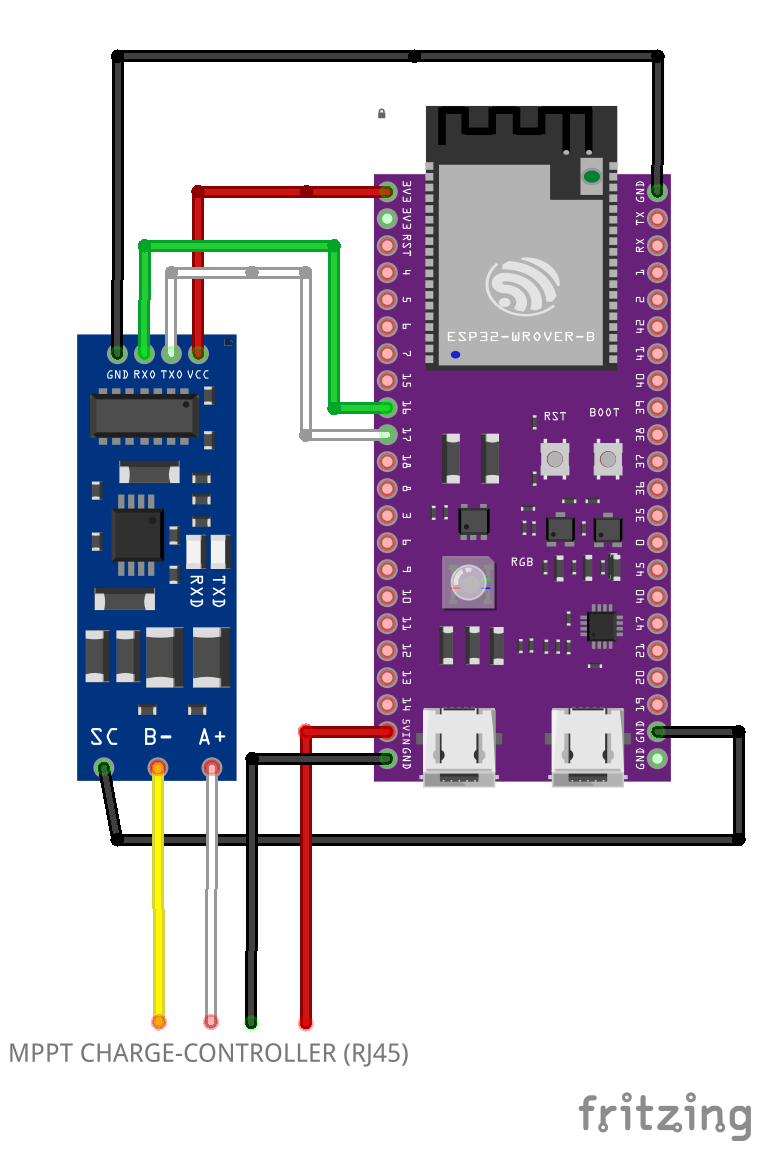 ESP32-WROVER-B
GND
TX
RX
1
2
42
41
40
39
38
37
36
35
0
45
40
47
21
20
19
GND
GND
3V3
3V3
RST
4
5
6
7
15
16
17
18
8
3
6
9
10
11
12
13
14
5VIN
GND
RST
BOOT
RGB
GND RX0 TX0 VCC
RXD
TXD
SC B- A+
MPPT CHARGE-CONTROLLER (RJ45)
fritzing